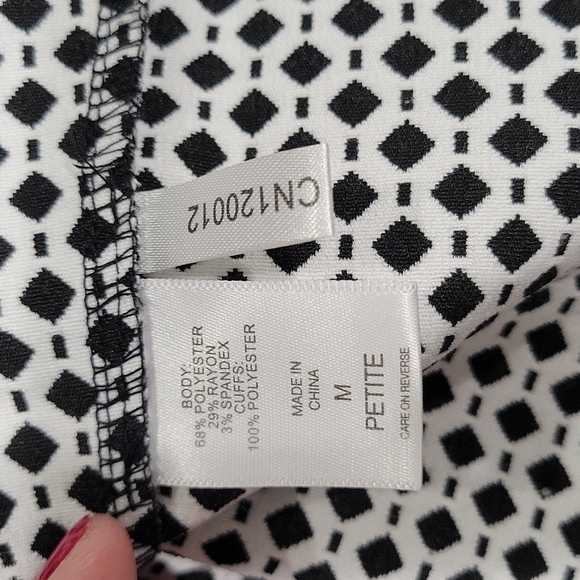 CN120012
BODY:
68% POLYESTER
29% RAYON
3% SPANDEX
CUFFS:
100% POLYESTER
MADE IN
CHINA
M
PETITE
CARE ON REVERSE